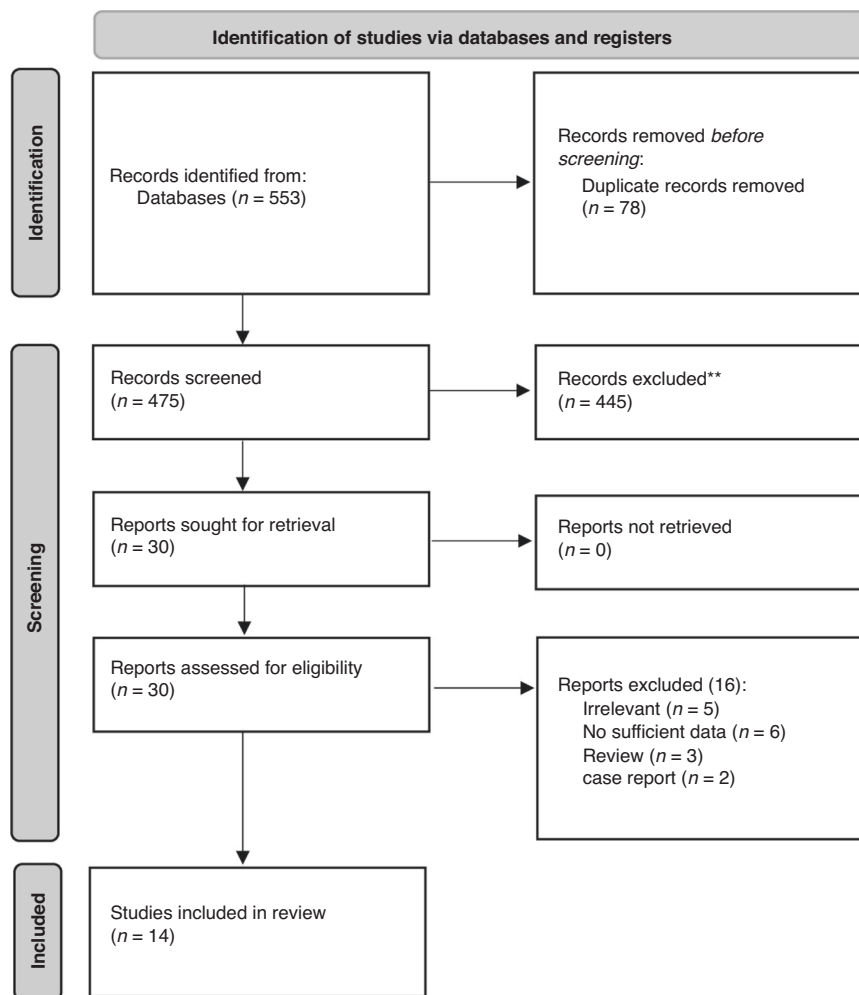 Identification of studies via databases and registers
Identification
Records identified from:
Databases (n = 553)
Records removed before
screening:
Duplicate records removed
(n = 78)
Screening
Records screened
(n = 475)
Records excluded**
(n = 445)
Reports sought for retrieval
(n = 30)
Reports not retrieved
(n = 0)
Reports assessed for eligibility
(n = 30)
Reports excluded (16):
Irrelevant (n = 5)
No sufficient data (n = 6)
Review (n = 3)
case report (n = 2)
Included
Studies included in review
(n = 14)